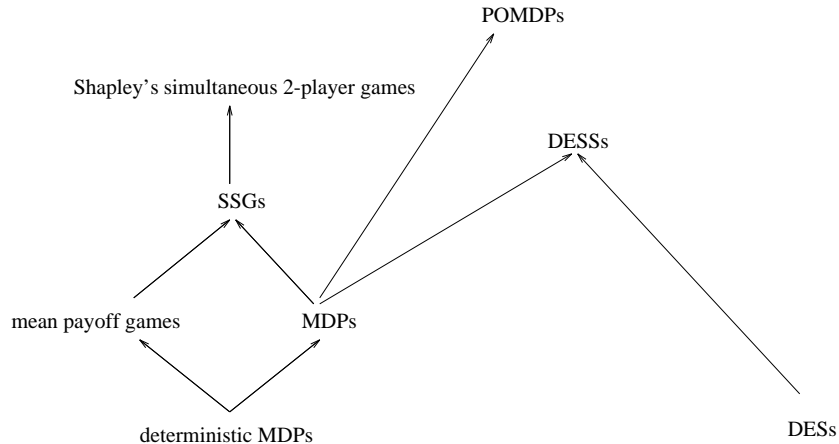 POMDPs
Shapley's simultaneous 2-player games
DESSs
SSGs
mean payoff games
MDPs
deterministic MDPs
DESs